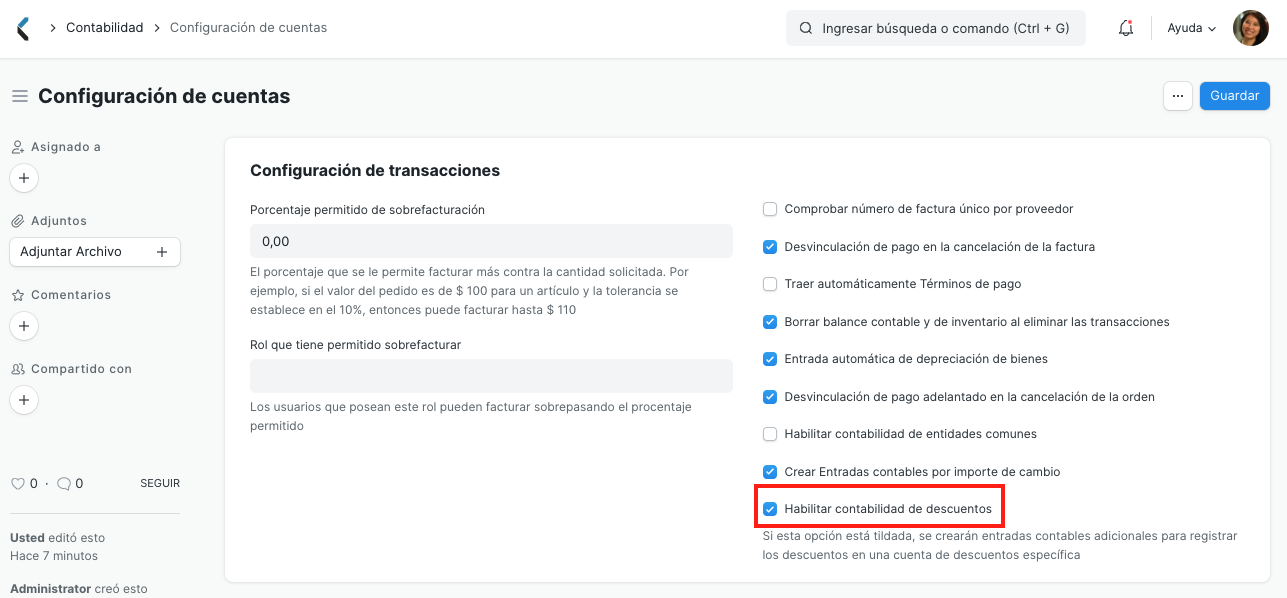 Contabilidad
Configuración de cuentas
Ingresar búsqueda o comando (Ctrl + G)
Ayuda
Configuración de cuentas
...
Guardar
Asignado a
+
Adjuntos
Adjuntar Archivo +
Comentarios
+
Compartido con
+
0 · 0 SEGUIR
Usted editó esto
Hace 7 minutos
Administrator creó esto
Configuración de transacciones
Porcentaje permitido de sobrefacturación
0,00
El porcentaje que se le permite facturar más contra la cantidad solicitada. Por
ejemplo, si el valor del pedido es de $ 100 para un artículo y la tolerancia se
establece en el 10%, entonces puede facturar hasta $ 110
Rol que tiene permitido sobrefacturar
Los usuarios que posean este rol pueden facturar sobrepasando el procentaje
permitido
Comprobar número de factura único por proveedor
Desvinculación de pago en la cancelación de la factura
Traer automáticamente Términos de pago
Borrar balance contable y de inventario al eliminar las transacciones
Entrada automática de depreciación de bienes
Desvinculación de pago adelantado en la cancelación de la orden
Habilitar contabilidad de entidades comunes
Crear Entradas contables por importe de cambio
Habilitar contabilidad de descuentos
Si esta opción está tildada, se crearán entradas contables adicionales para registrar
los descuentos en una cuenta de descuentos específica